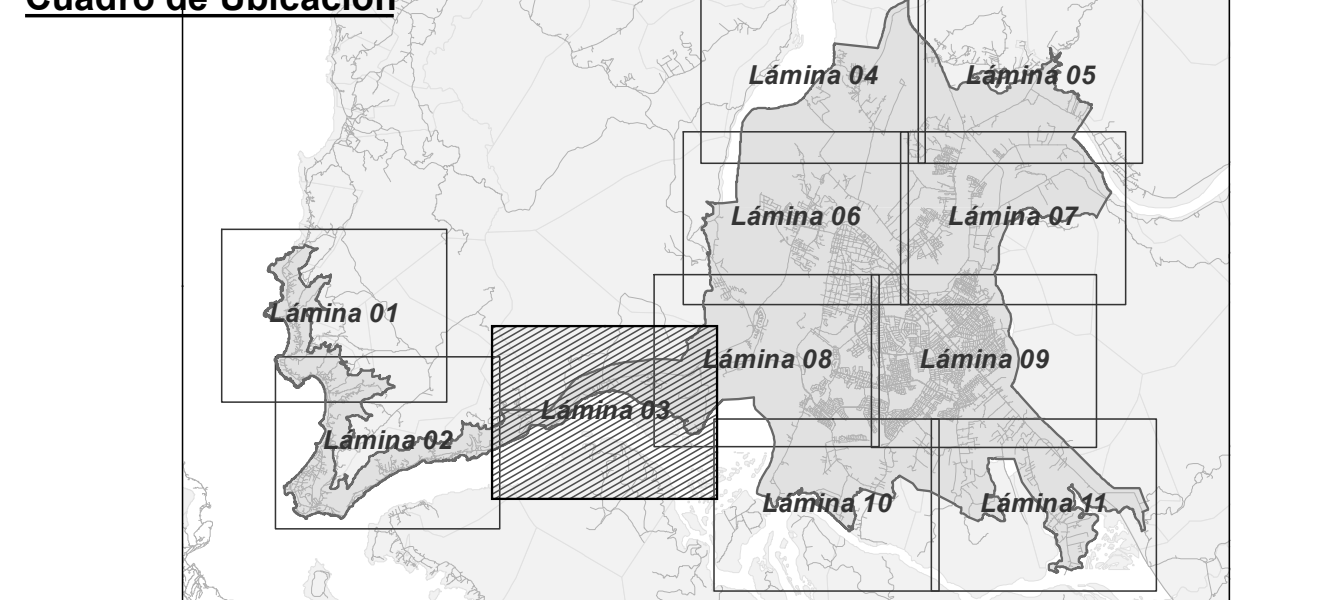 Cuadro de Ubicación
Lámina 04
Lámina 05
Lámina 06
Lámina 07
Lámina 01
Lámina 08
Lámina 09
Lámina 03
Lámina 02
Lámina 10
Lámina 11